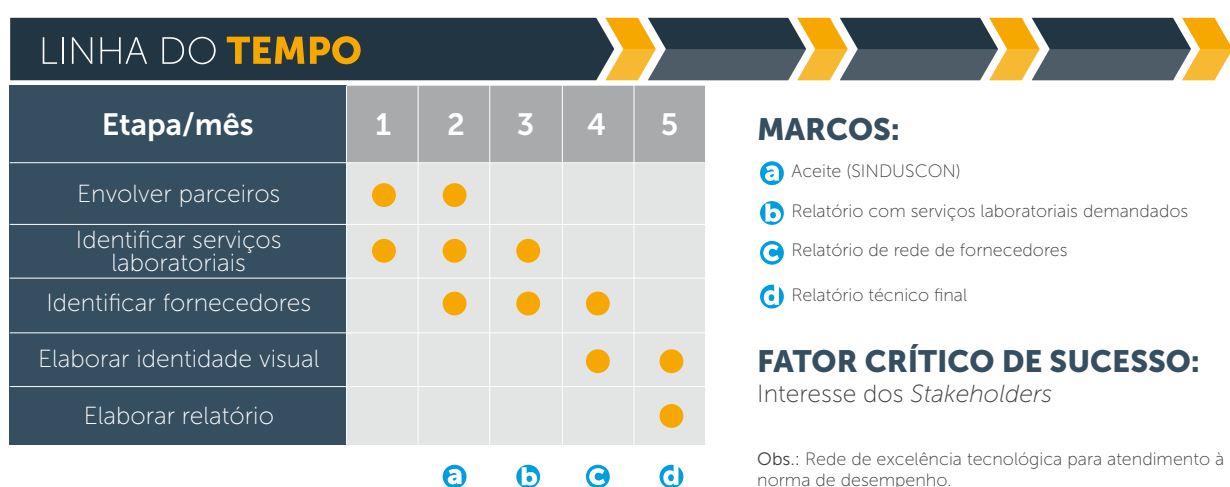 LINHA DO TEMPO
Etapa/mês 1 2 3 4 5
Envolver parceiros
Identificar serviços
laboratoriais
Identificar fornecedores
Elaborar identidade visual
Elaborar relatório
a b c d
MARCOS:
a Aceite (SINDUSCON)
b Relatório com serviços laboratoriais demandados
c Relatório de rede de fornecedores
d Relatório técnico final
FATOR CRÍTICO DE SUCESSO:
Interesse dos Stakeholders
Obs.: Rede de excelência tecnológica para atendimento à
norma de desempenho.